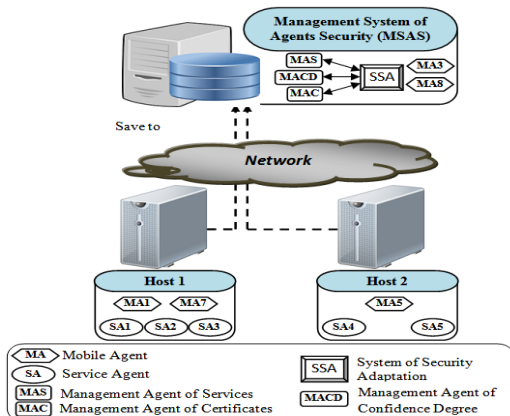 Management System of
Agents Security (MSAS)
MAS
MACD
MAC
SSA
MA3
MA8
Save to
Network
Host 1
MA1
MA7
SA1
SA2
SA3
Host 2
MA5
SA4
SA5
MA Mobile Agent
SA Service Agent
MAS Management Agent of Services
MAC Management Agent of Certificates
SSA System of Security
Adaptation
MACD Management Agent of
Confidence Degree